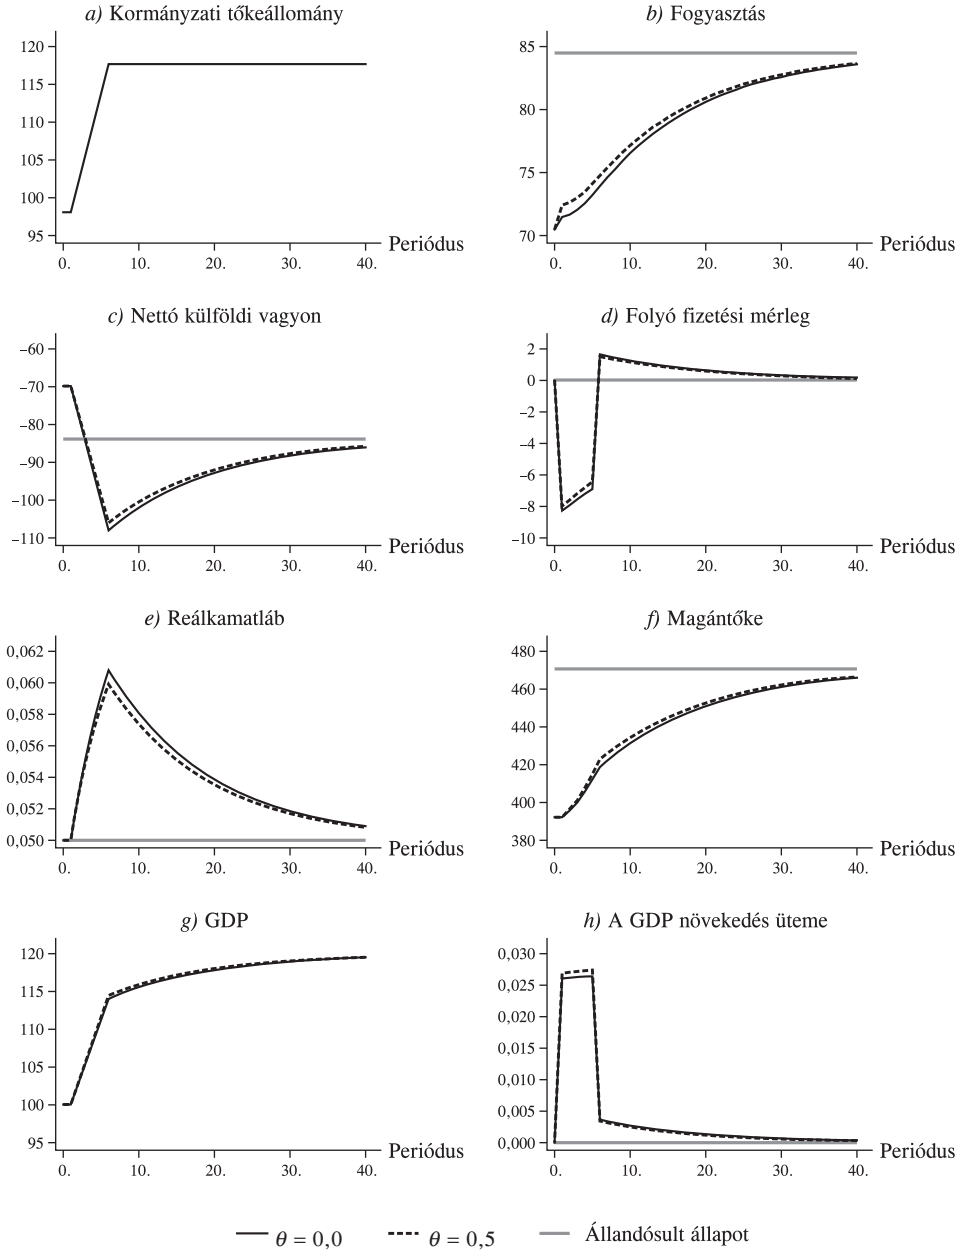 a) Kormányzati tőkeállomány
120
115
110
105
100
95
0. 10. 20. 30. 40.
Periódus
b) Fogyasztás
85
80
75
70
0. 10. 20. 30. 40.
Periódus
c) Nettó külföldi vagyon
–60
–70
–80
–90
–100
–110
0. 10. 20. 30. 40.
Periódus
d) Folyó fizetési mérleg
2
0
–2
–4
–6
–8
–10
0. 10. 20. 30. 40.
Periódus
e) Reálkamatláb
0,062
0,060
0,058
0,056
0,054
0,052
0,050
0. 10. 20. 30. 40.
Periódus
f) Magántőke
480
460
440
420
400
380
0. 10. 20. 30. 40.
Periódus
g) GDP
120
115
110
105
100
95
0. 10. 20. 30. 40.
Periódus
h) A GDP növekedés üteme
0,030
0,025
0,020
0,015
0,010
0,005
0,000
0. 10. 20. 30. 40.
Periódus
θ = 0,0 θ = 0,5 Állandósult állapot